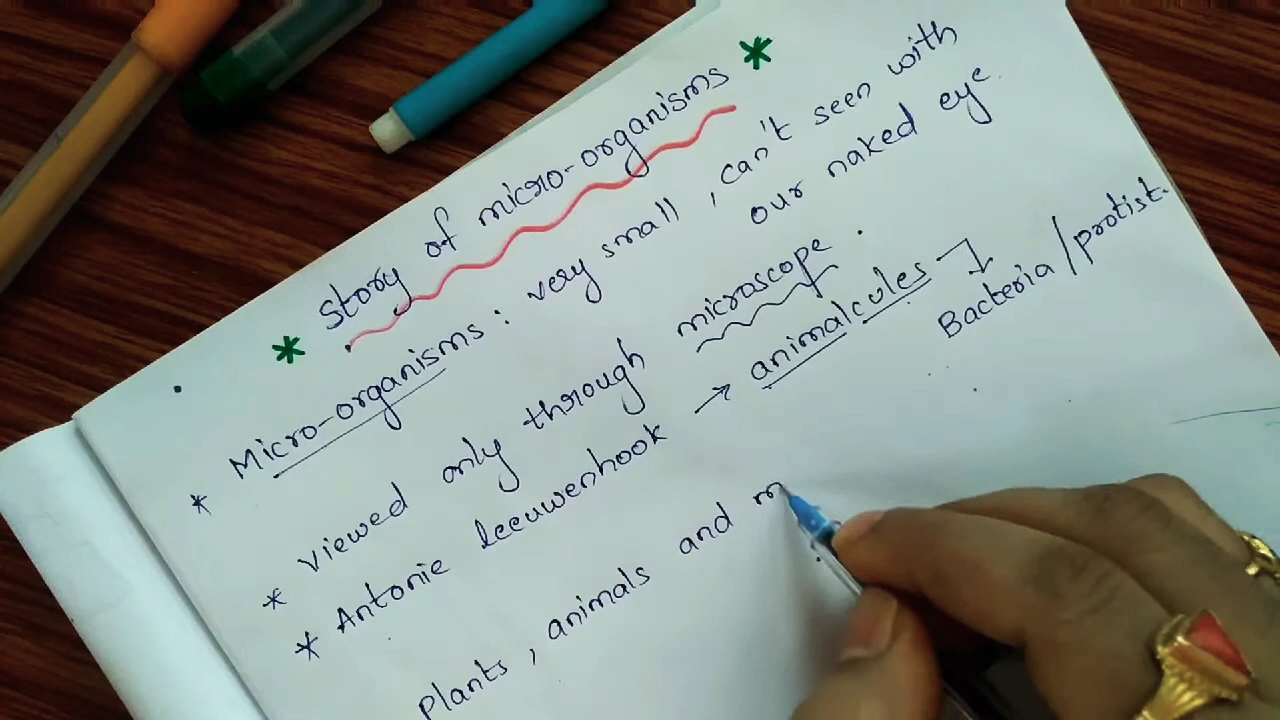 * Story of micro-organisms *
* Micro-organisms : very small , can't seen with
our naked eye.
* Viewed only through microscope .
* Antonie leeuwenhook → animalcules
Bacteria / protist.
Plants , animals and m